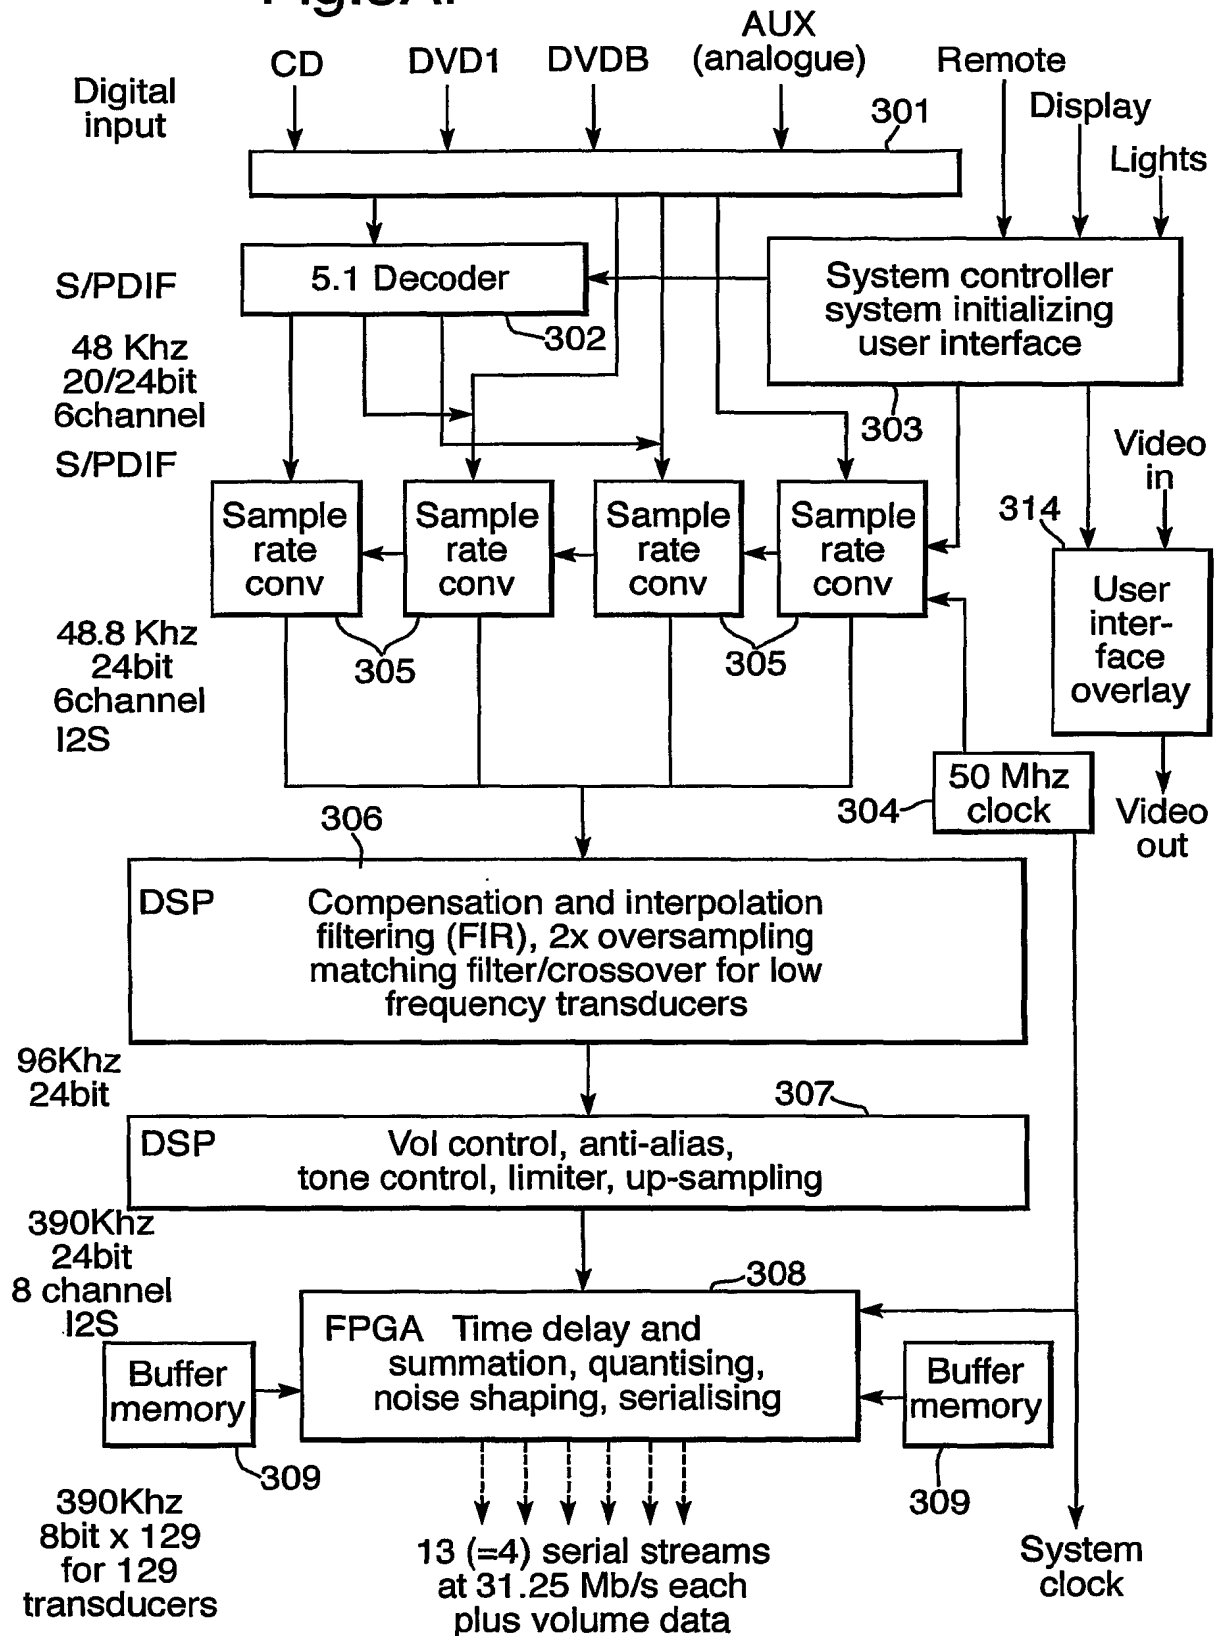 Fig.3A.
CD
DVD1
DVDB
AUX
(analogue)
Remote
Display
Lights
Digital
input
301
5.1 Decoder
S/PDIF
302
System controller
system initializing
user interface
303
48 Khz
20/24bit
6channel
S/PDIF
Video
in
314
Sample
rate
conv
Sample
rate
conv
Sample
rate
conv
Sample
rate
conv
User
inter-
face
overlay
305
305
48.8 Khz
24bit
6channel
I2S
50 Mhz
clock
304
Video
out
306
DSP
Compensation and interpolation
filtering (FIR), 2x oversampling
matching filter/crossover for low
frequency transducers
96Khz
24bit
307
DSP
Vol control, anti-alias,
tone control, limiter, up-sampling
390Khz
24bit
8 channel
I2S
308
FPGA Time delay and
summation, quantising,
noise shaping, serialising
Buffer
memory
Buffer
memory
309
309
390Khz
8bit x 129
for 129
transducers
13 (=4) serial streams
at 31.25 Mb/s each
plus volume data
System
clock